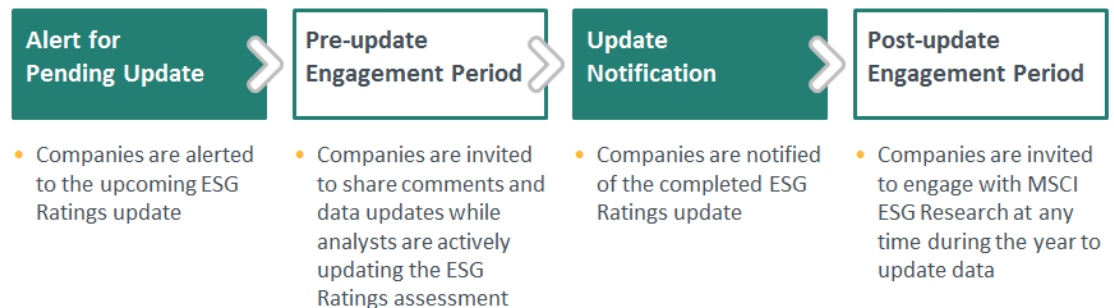 Alert for
Pending Update
Pre-update
Engagement Period
Update
Notification
Post-update
Engagement Period
• Companies are alerted
to the upcoming ESG
Ratings update
• Companies are invited
to share comments and
data updates while
analysts are actively
updating the ESG
Ratings assessment
• Companies are notified
of the completed ESG
Ratings update
• Companies are invited
to engage with MSCI
ESG Research at any
time during the year to
update data